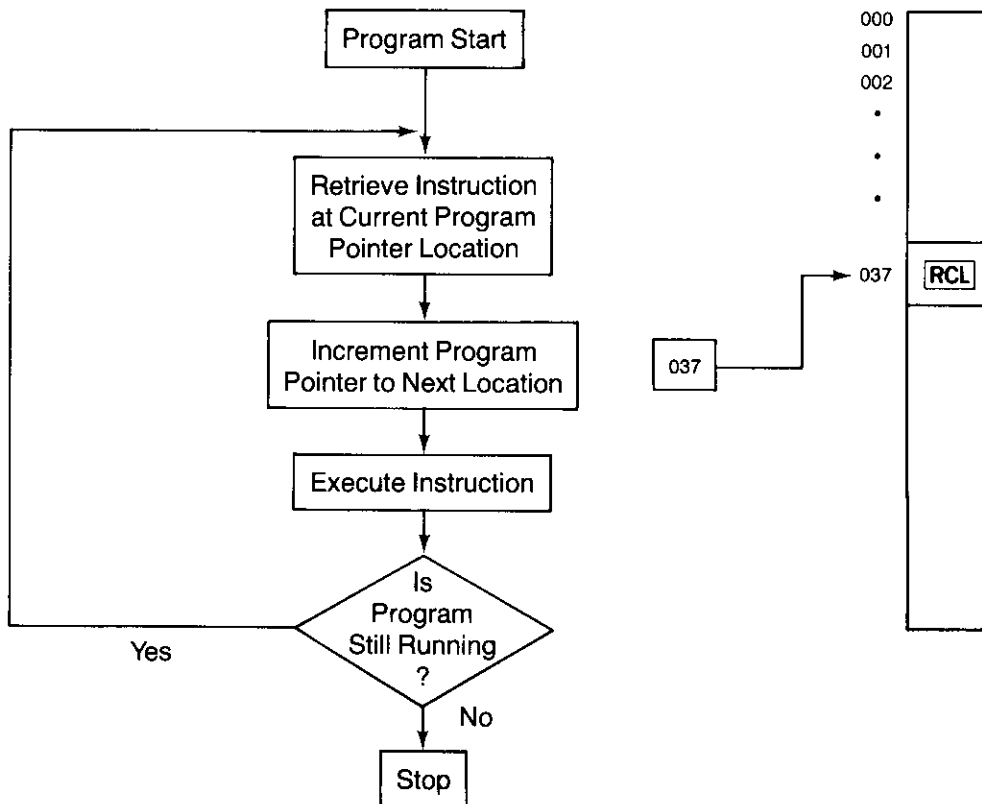 Program Start
Retrieve Instruction
at Current Program
Pointer Location
Increment Program
Pointer to Next Location
Execute Instruction
Is
Program
Still Running
?
Yes
No
Stop
000
001
002
•
•
•
037
037
RCL